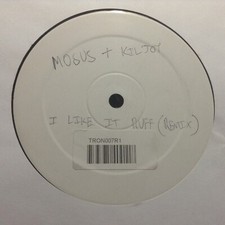 MOGUS + KILJOY
I LIKE IT RUFF (REMIX)
TRON007R1